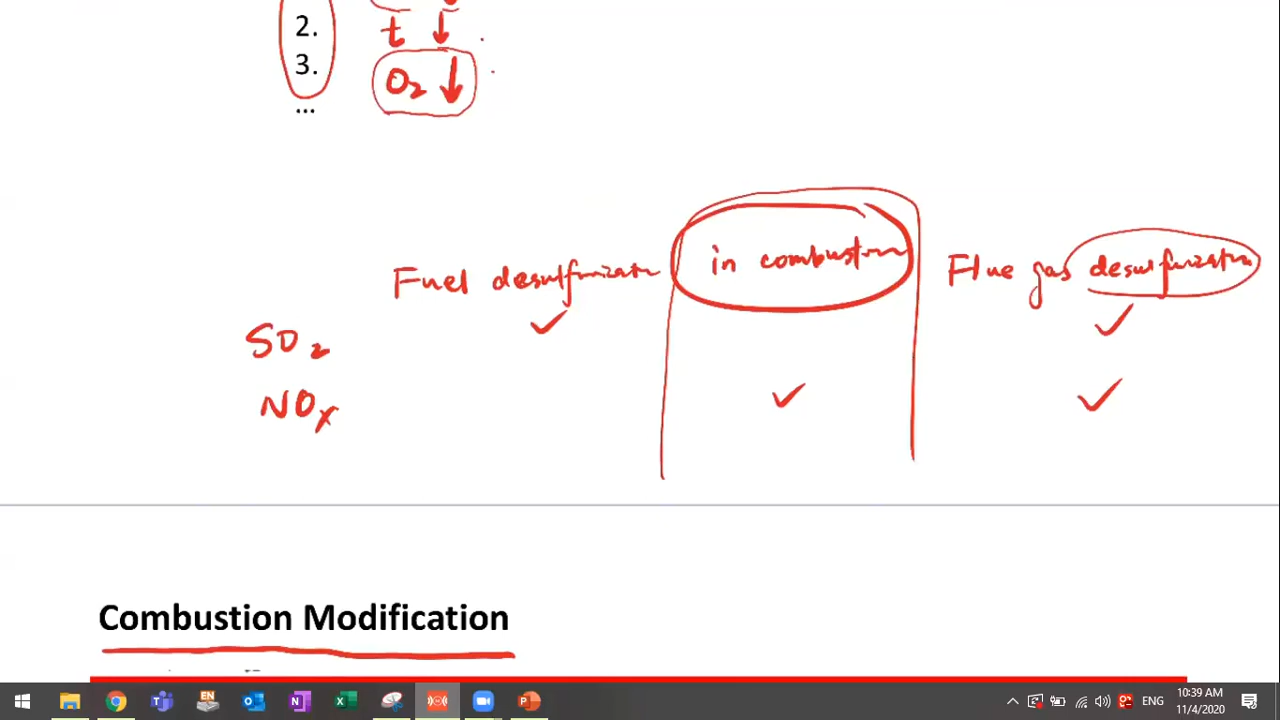 2. t ↓
3. O₂ ↓
...
Fuel desulfurization in combustion Flue gas desulfurization
✓ ✓
SO₂
NOx ✓ ✓
Combustion Modification
EN
ENG
10:39 AM
11/4/2020